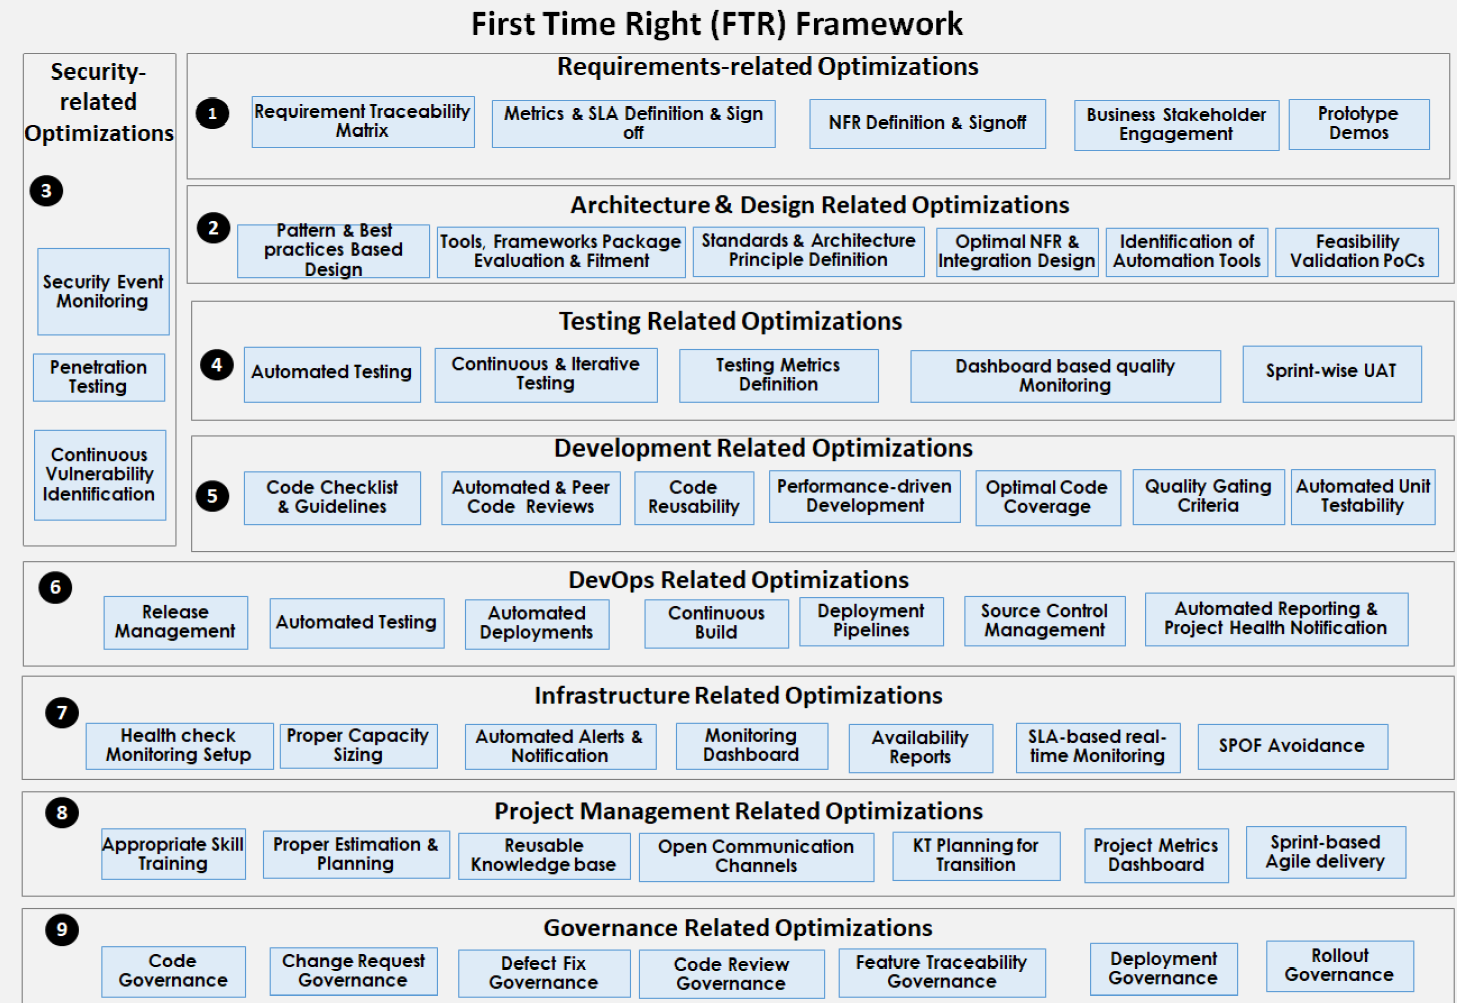 First Time Right (FTR) Framework
Security-
related
Optimizations
3
Security Event
Monitoring
Penetration
Testing
Continuous
Vulnerability
Identification
Requirements-related Optimizations
1
Requirement Traceability
Matrix
Metrics & SLA Definition & Sign
off
NFR Definition & Signoff
Business Stakeholder
Engagement
Prototype
Demos
Architecture & Design Related Optimizations
2
Pattern & Best
practices Based
Design
Tools, Frameworks Package
Evaluation & Fitment
Standards & Architecture
Principle Definition
Optimal NFR &
Integration Design
Identification of
Automation Tools
Feasibility
Validation PoCs
Testing Related Optimizations
4
Automated Testing
Continuous & Iterative
Testing
Testing Metrics
Definition
Dashboard based quality
Monitoring
Sprint-wise UAT
Development Related Optimizations
5
Code Checklist
& Guidelines
Automated & Peer
Code Reviews
Code
Reusability
Performance-driven
Development
Optimal Code
Coverage
Quality Gating
Criteria
Automated Unit
Testability
DevOps Related Optimizations
6
Release
Management
Automated Testing
Automated
Deployments
Continuous
Build
Deployment
Pipelines
Source Control
Management
Automated Reporting &
Project Health Notification
Infrastructure Related Optimizations
7
Health check
Monitoring Setup
Proper Capacity
Sizing
Automated Alerts &
Notification
Monitoring
Dashboard
Availability
Reports
SLA-based real-
time Monitoring
SPOF Avoidance
Project Management Related Optimizations
8
Appropriate Skill
Training
Proper Estimation &
Planning
Reusable
Knowledge base
Open Communication
Channels
KT Planning for
Transition
Project Metrics
Dashboard
Sprint-based
Agile delivery
Governance Related Optimizations
9
Code
Governance
Change Request
Governance
Defect Fix
Governance
Code Review
Governance
Feature Traceability
Governance
Deployment
Governance
Rollout
Governance